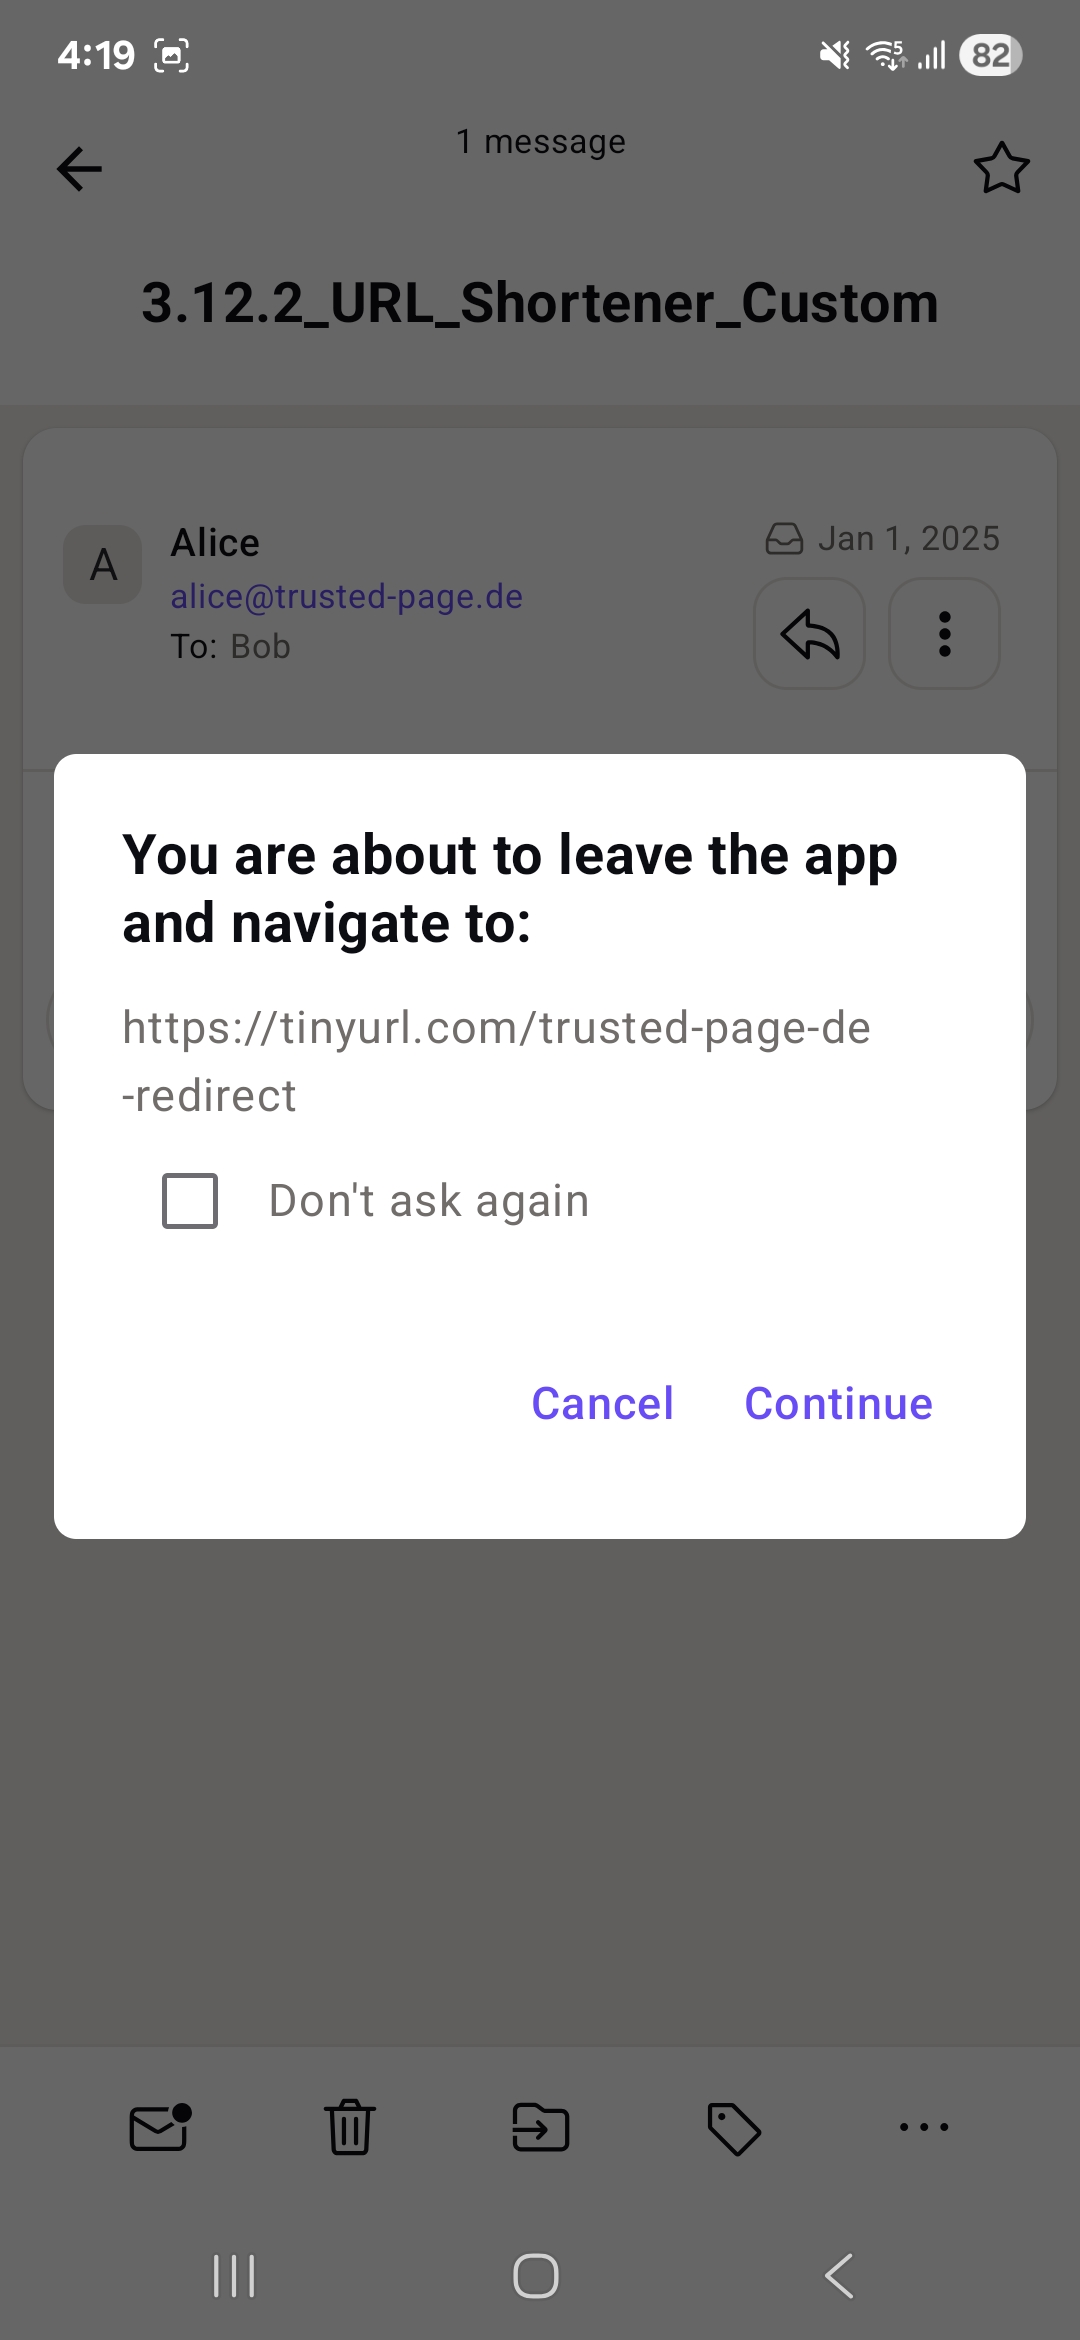 4:19
5
82
1 message
3.12.2_URL_Shortener_Custom
A
Alice
Jan 1, 2025
alice@trusted-page.de
To: Bob
You are about to leave the app
and navigate to:
https://tinyurl.com/trusted-page-de
-redirect
Don't ask again
Cancel
Continue